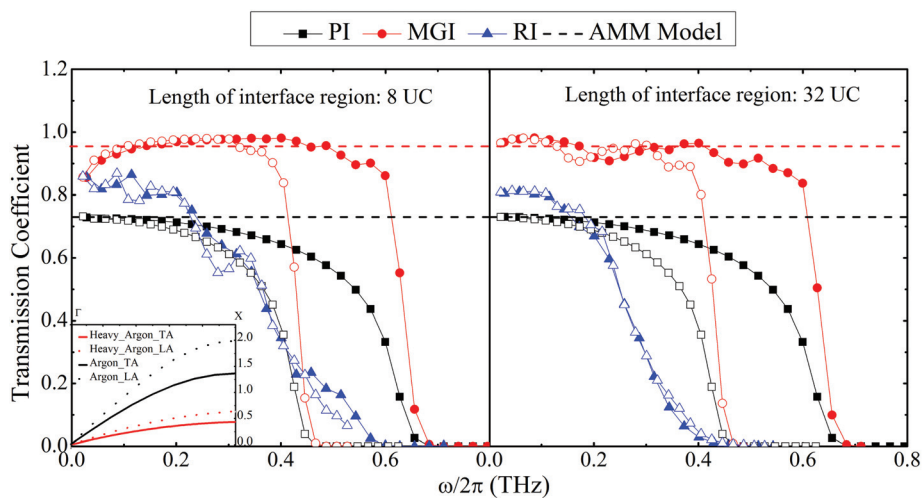 PI MGI RI AMM Model
Length of interface region: 8 UC
Length of interface region: 32 UC
Transmission Coefficient
1.2
1.0
0.8
0.6
0.4
0.2
0.0
Γ X
Heavy_Argon_TA
Heavy_Argon_LA
Argon_TA
Argon_LA
2.0
1.5
1.0
0.5
0.0
0.0 0.2 0.4 0.6 0.0 0.2 0.4 0.6 0.8
ω/2π (THz)